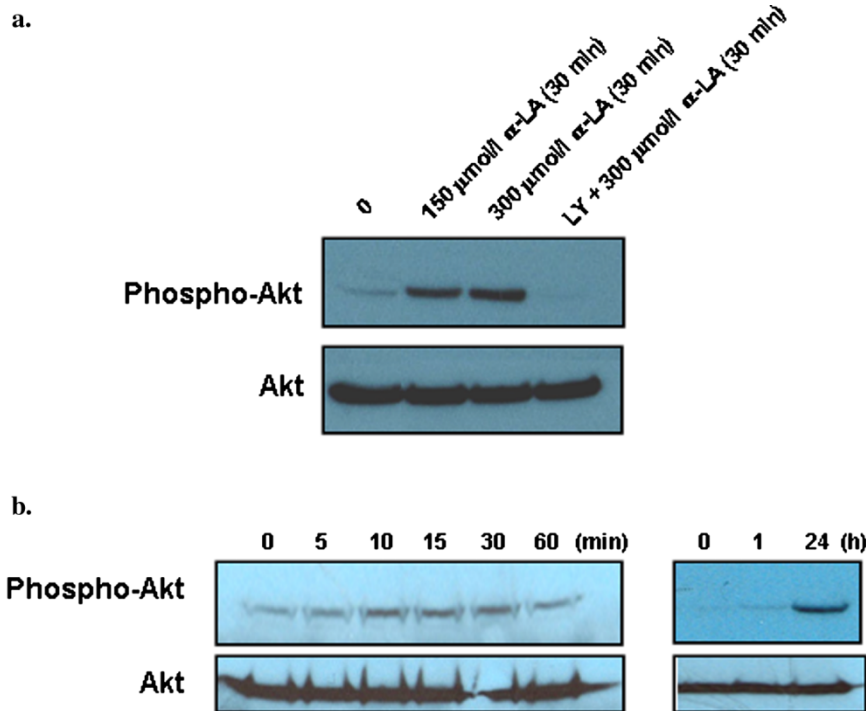 a.
0
150 µmol/l α-LA (30 min)
300 µmol/l α-LA (30 min)
LY + 300 µmol/l α-LA (30 min)
Phospho-Akt
Akt
b.
0 5 10 15 30 60 (min) 0 1 24 (h)
Phospho-Akt
Akt